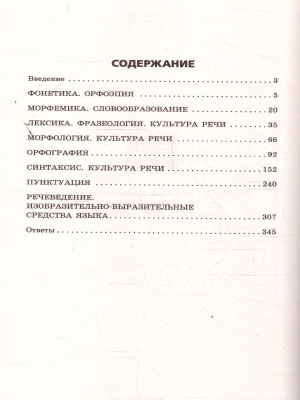 СОДЕРЖАНИЕ
Введение 3
ФОНЕТИКА. ОРФОЭПИЯ 5
МОРФЕМИКА. СЛОВООБРАЗОВАНИЕ 20
ЛЕКСИКА. ФРАЗЕОЛОГИЯ. КУЛЬТУРА РЕЧИ 35
МОРФОЛОГИЯ. КУЛЬТУРА РЕЧИ 66
ОРФОГРАФИЯ 92
СИНТАКСИС. КУЛЬТУРА РЕЧИ 152
ПУНКТУАЦИЯ 240
РЕЧЕВЕДЕНИЕ.
ИЗОБРАЗИТЕЛЬНО-ВЫРАЗИТЕЛЬНЫЕ
СРЕДСТВА ЯЗЫКА 307
Ответы 345